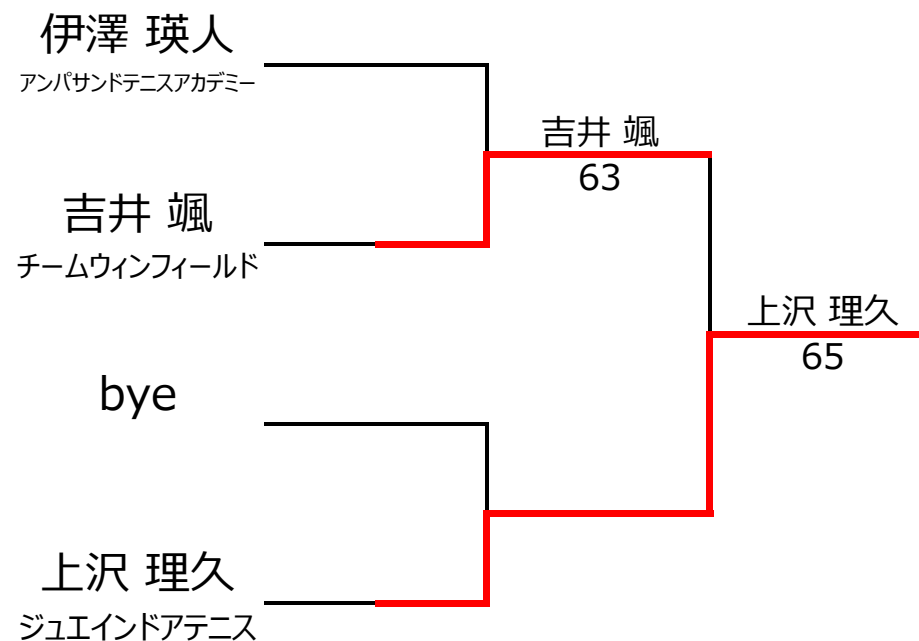 伊澤 瑛人
アンパサンドテニスアカデミー
吉井 颯
63
吉井 颯
チームウィンフィールド
上沢 理久
65
bye
上沢 理久
ジュエインドアテニス